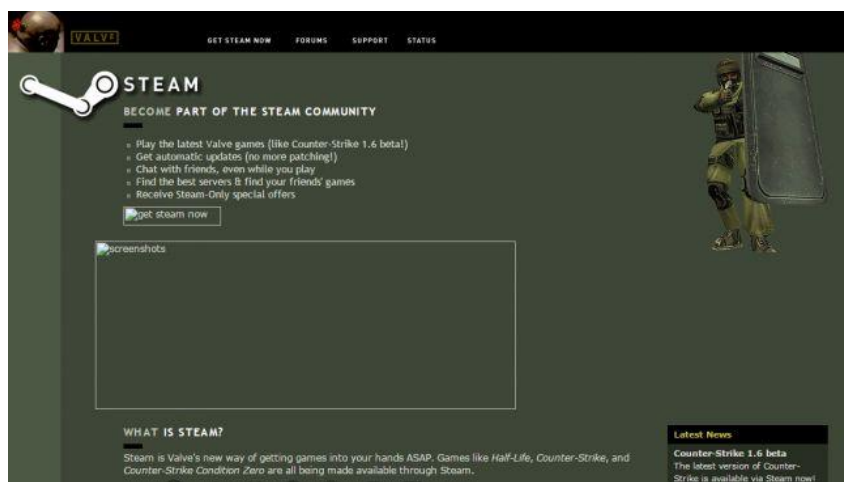 VALVE
GET STEAM NOW FORUMS SUPPORT STATUS
STEAM
BECOME PART OF THE STEAM COMMUNITY
Play the latest Valve games (like Counter-Strike 1.6 beta!)
Get automatic updates (no more patching!)
Chat with friends, even while you play
Find the best servers & find your friends' games
Receive Steam-Only special offers
get steam now
screenshots
WHAT IS STEAM?
Steam is Valve's new way of getting games into your hands ASAP. Games like Half-Life, Counter-Strike, and
Counter-Strike Condition Zero are all being made available through Steam.
Latest News
Counter-Strike 1.6 beta
The latest version of Counter-
Strike is available via Steam now!